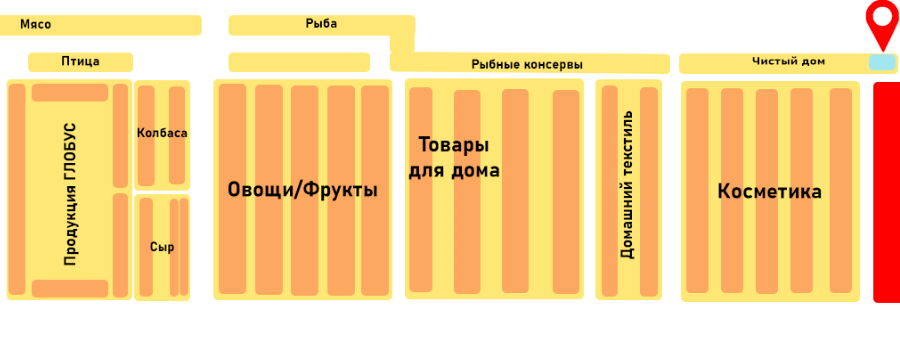 Мясо
Рыба
Птица
Рыбные консервы
Чистый дом
Продукция ГЛОБУС
Колбаса
Сыр
Овощи/Фрукты
Товары
для дома
Домашний текстиль
Косметика